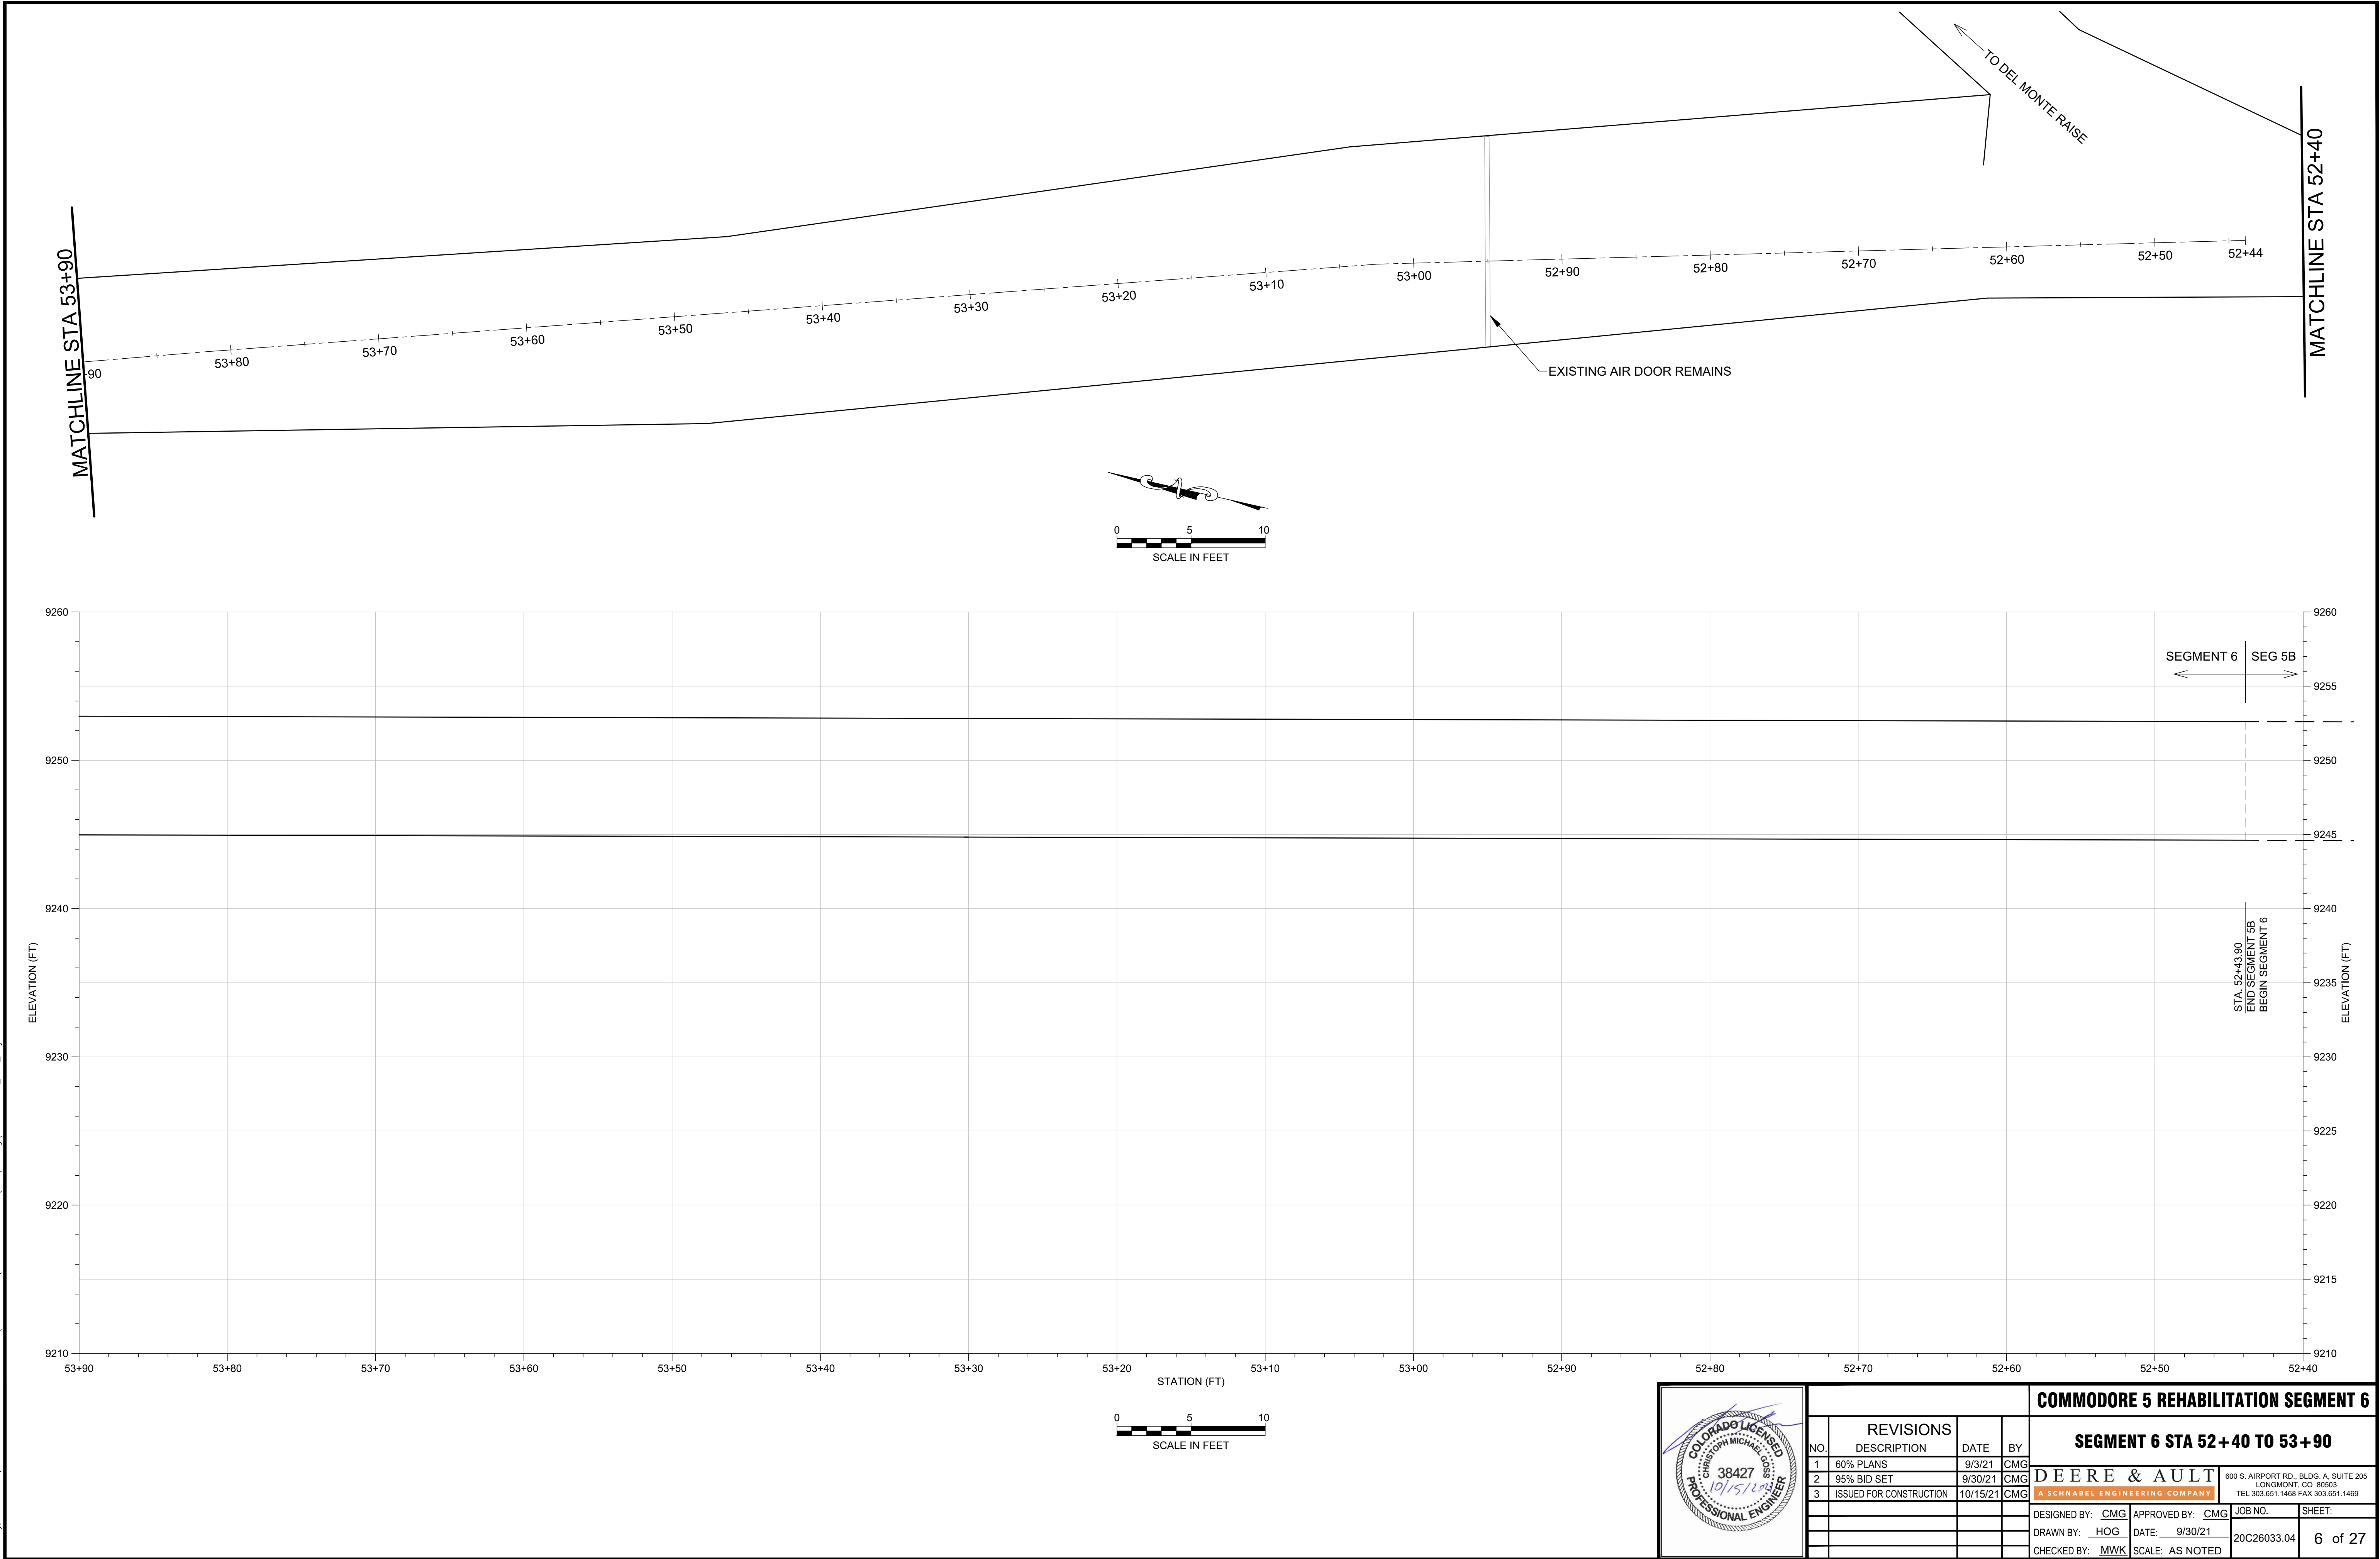 TO DEL MONTE RAISE
MATCHLINE STA 53+90
MATCHLINE STA 52+40
90
53+80
53+70
53+60
53+50
53+40
53+30
53+20
53+10
53+00
52+90
52+80
52+70
52+60
52+50
52+44
EXISTING AIR DOOR REMAINS
0 5 10
SCALE IN FEET
9260
9250
9240
9230
9220
9210
ELEVATION (FT)
SEGMENT 6 SEG 5B
9260
9255
9250
9245
9240
9235
9230
9225
9220
9215
9210
ELEVATION (FT)
STA. 52+43.90
END SEGMENT 5B
BEGIN SEGMENT 6
53+90 53+80 53+70 53+60 53+50 53+40 53+30 53+20 53+10 53+00 52+90 52+80 52+70 52+60 52+50 52+40
STATION (FT)
0 5 10
SCALE IN FEET
COLORADO LICENSED
CHRISTOPH MICHAEL GOSS
38427
10/15/2021
PROFESSIONAL ENGINEER
REVISIONS
NO. DESCRIPTION DATE BY
1 60% PLANS 9/3/21 CMG
2 95% BID SET 9/30/21 CMG
3 ISSUED FOR CONSTRUCTION 10/15/21 CMG
COMMODORE 5 REHABILITATION SEGMENT 6
SEGMENT 6 STA 52+40 TO 53+90
DEERE & AULT
A SCHNABEL ENGINEERING COMPANY
600 S. AIRPORT RD., BLDG. A, SUITE 205
LONGMONT, CO 80503
TEL 303.651.1468 FAX 303.651.1469
DESIGNED BY: CMG APPROVED BY: CMG
DRAWN BY: HOG DATE: 9/30/21
CHECKED BY: MWK SCALE: AS NOTED
JOB NO.
20C26033.04
SHEET:
6 of 27